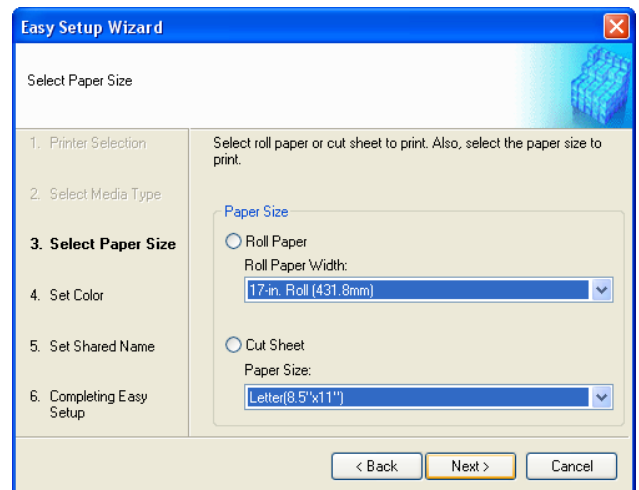 Easy Setup Wizard
Select Paper Size
1. Printer Selection
2. Select Media Type
3. Select Paper Size
4. Set Color
5. Set Shared Name
6. Completing Easy
Setup
Select roll paper or cut sheet to print. Also, select the paper size to
print.
Paper Size
Roll Paper
Roll Paper Width:
17-in. Roll (431.8mm)
Cut Sheet
Paper Size:
Letter(8.5"x11")
< Back
Next >
Cancel